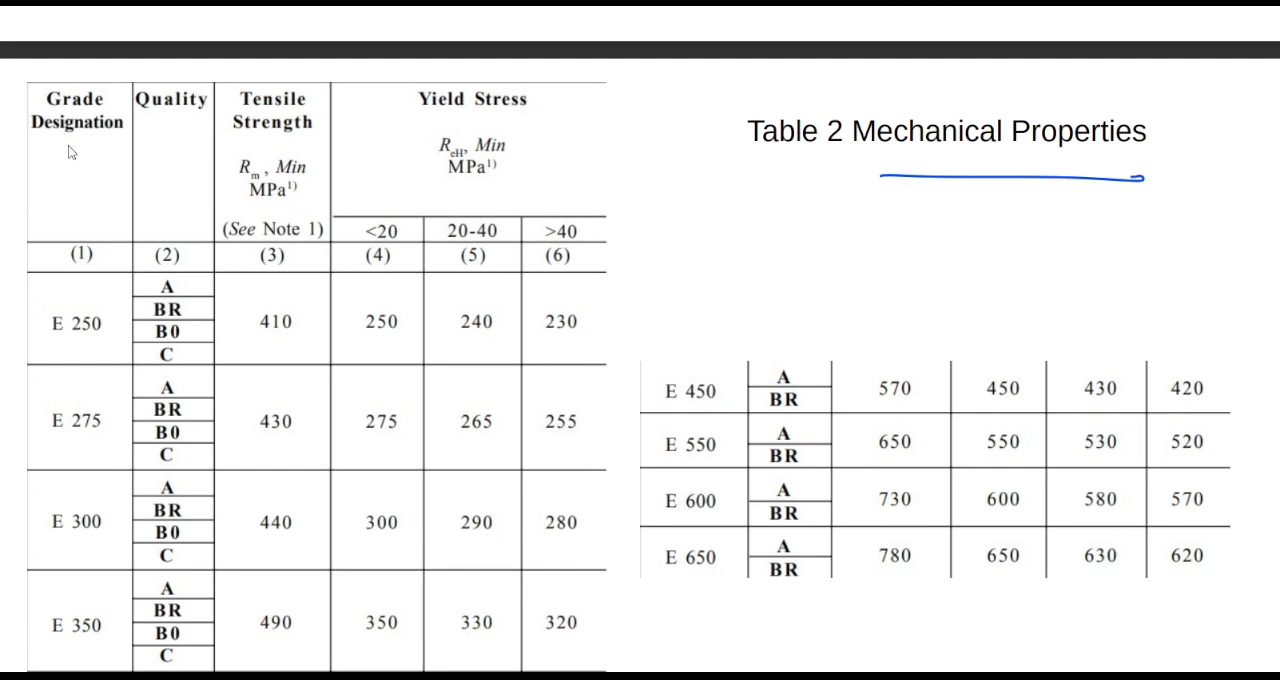 Grade Quality Tensile Yield Stress
Designation Strength
R_eH, Min
R_m, Min MPa¹⁾
MPa¹⁾
(See Note 1) <20 20-40 >40
(1) (2) (3) (4) (5) (6)
A
BR
E 250 410 250 240 230
B0
C
A
BR
E 275 430 275 265 255
B0
C
A
BR
E 300 440 300 290 280
B0
C
A
BR
E 350 490 350 330 320
B0
C
Table 2 Mechanical Properties
A
E 450 570 450 430 420
BR
A
E 550 650 550 530 520
BR
A
E 600 730 600 580 570
BR
A
E 650 780 650 630 620
BR